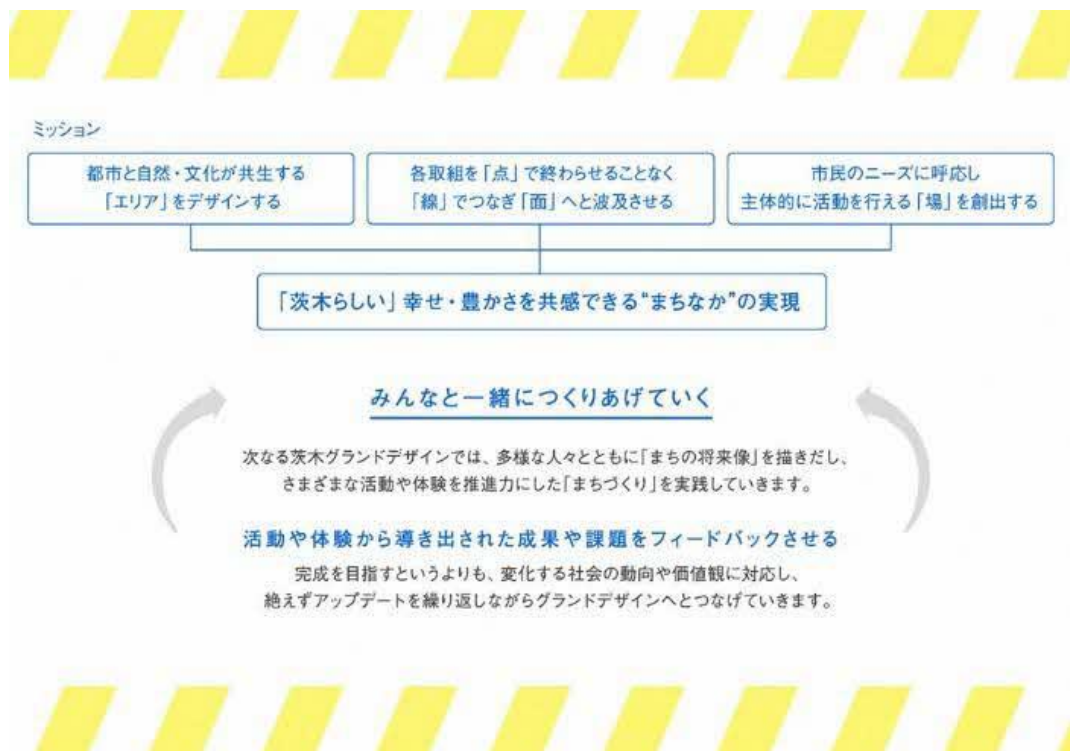 ミッション
都市と自然・文化が共生する
「エリア」をデザインする
各取組を「点」で終わらせることなく
「線」でつなぎ「面」へと波及させる
市民のニーズに呼応し
主体的に活動を行える「場」を創出する
「茨木らしい」幸せ・豊かさを共感できる“まちなか”の実現
みんなと一緒につくりあげていく
次なる茨木グランドデザインでは、多様な人々とともに「まちの将来像」を描きだし、
さまざまな活動や体験を推進力にした「まちづくり」を実践していきます。
活動や体験から導き出された成果や課題をフィードバックさせる
完成を目指すというよりも、変化する社会の動向や価値観に対応し、
絶えずアップデートを繰り返しながらグランドデザインへとつなげていきます。